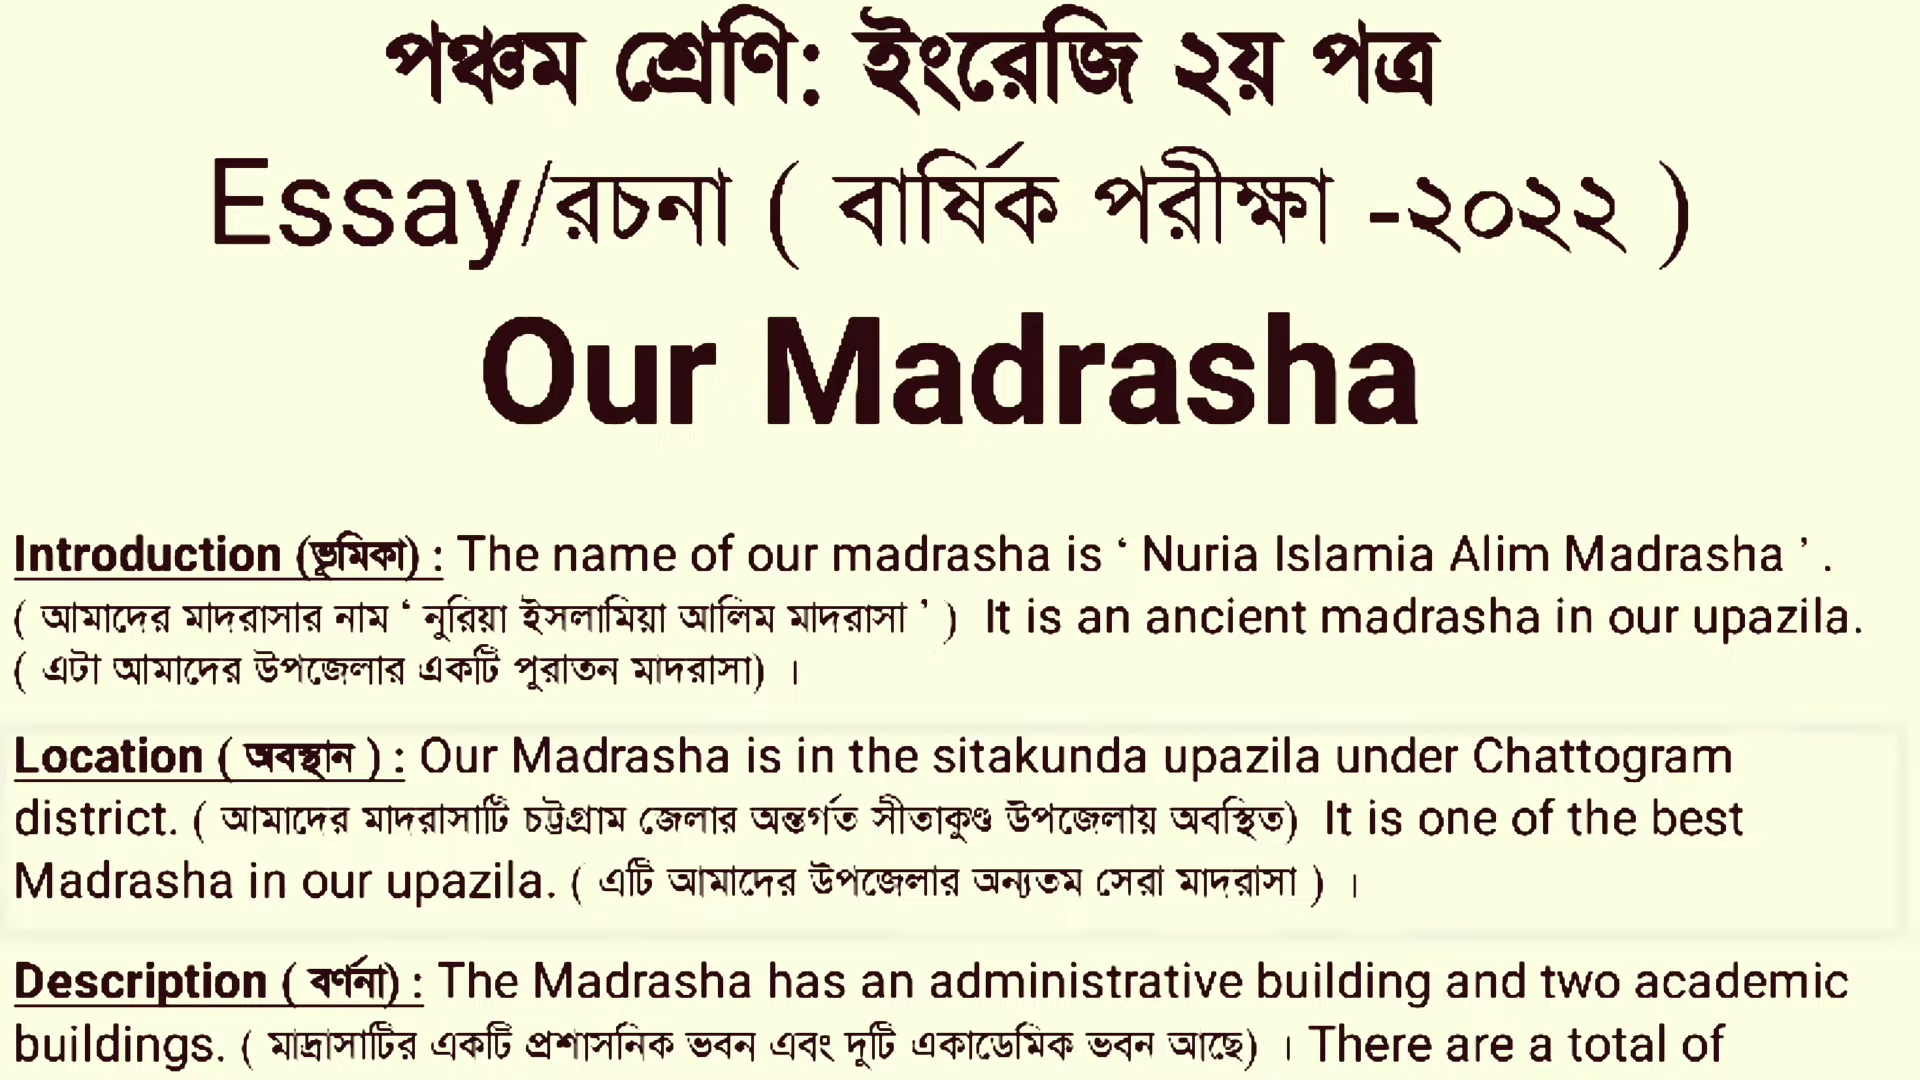 পঞ্চম শ্রেণি: ইংরেজি ২য় পত্র
Essay/রচনা ( বার্ষিক পরীক্ষা -২০২২ )
Our Madrasha
Introduction (ভূমিকা) : The name of our madrasha is ‘ Nuria Islamia Alim Madrasha ’ .
( আমাদের মাদরাসার নাম ‘ নুরিয়া ইসলামিয়া আলিম মাদরাসা ’ ) It is an ancient madrasha in our upazila.
( এটা আমাদের উপজেলার একটি পুরাতন মাদরাসা) ।
Location ( অবস্থান ) : Our Madrasha is in the sitakunda upazila under Chattogram
district. ( আমাদের মাদরাসাটি চট্টগ্রাম জেলার অন্তর্গত সীতাকুণ্ড উপজেলায় অবস্থিত) It is one of the best
Madrasha in our upazila. ( এটি আমাদের উপজেলার অন্যতম সেরা মাদরাসা ) ।
Description ( বর্ণনা) : The Madrasha has an administrative building and two academic
buildings. ( মাদ্রাসাটির একটি প্রশাসনিক ভবন এবং দুটি একাডেমিক ভবন আছে) । There are a total of